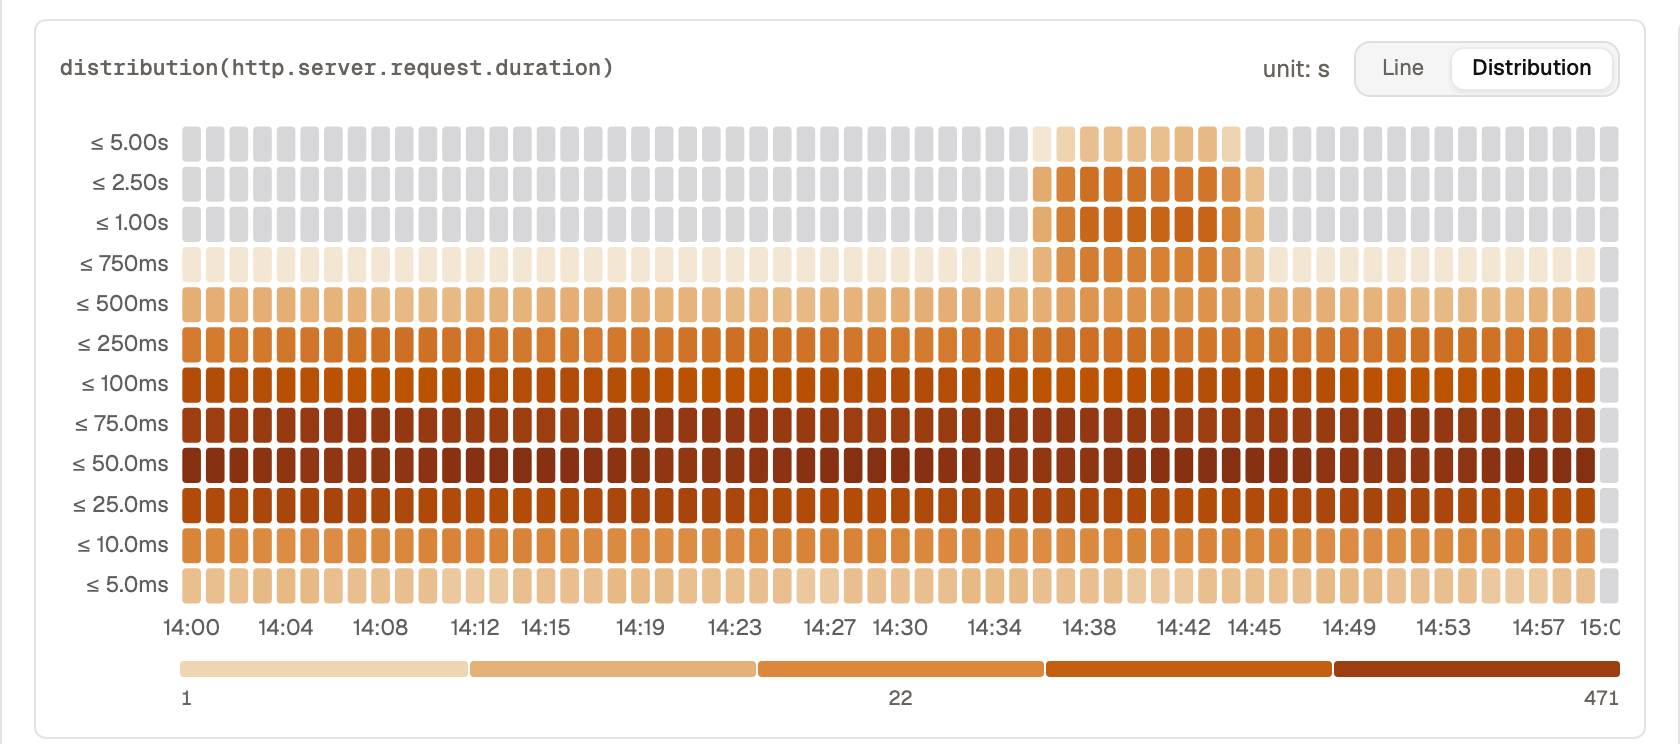 distribution(http.server.request.duration)
unit: s
Line
Distribution
≤ 5.00s
≤ 2.50s
≤ 1.00s
≤ 750ms
≤ 500ms
≤ 250ms
≤ 100ms
≤ 75.0ms
≤ 50.0ms
≤ 25.0ms
≤ 10.0ms
≤ 5.0ms
14:00 14:04 14:08 14:12 14:15 14:19 14:23 14:27 14:30 14:34 14:38 14:42 14:45 14:49 14:53 14:57 15:0
1 22 471